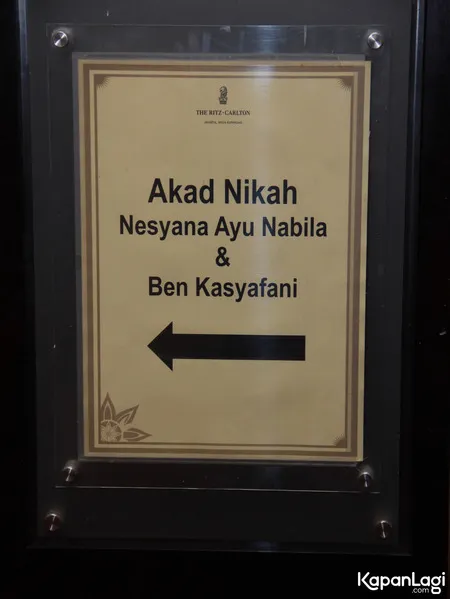 THE RITZ-CARLTON
Akad Nikah
Nesyana Ayu Nabila
&
Ben Kasyafani
KapanLagi
.com